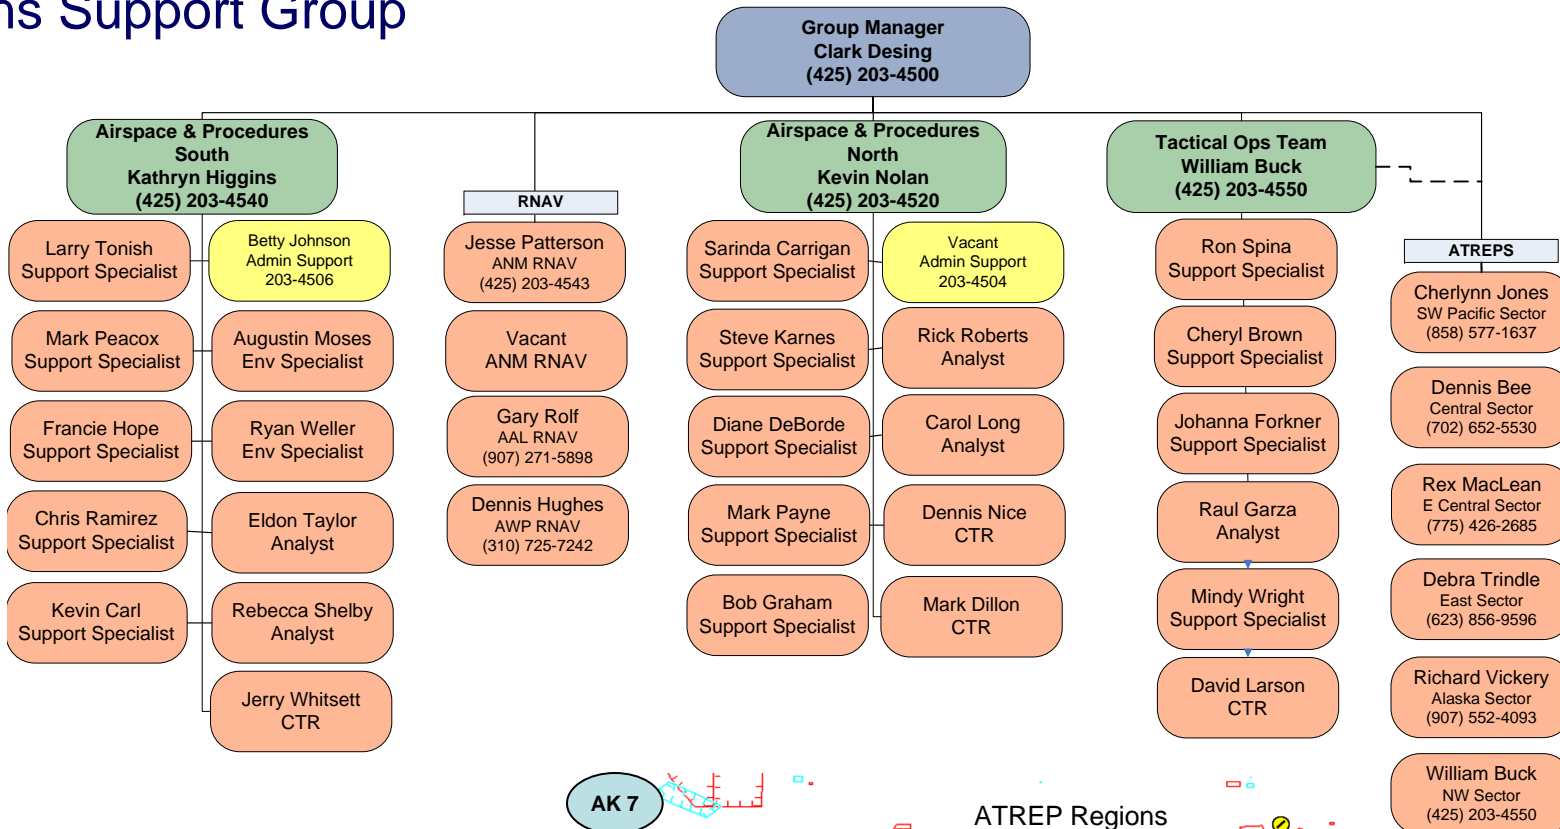 ns Support Group
Group Manager
Clark Desing
(425) 203-4500
Airspace & Procedures
South
Kathryn Higgins
(425) 203-4540
Larry Tonish
Support Specialist
Betty Johnson
Admin Support
203-4506
Mark Peacox
Support Specialist
Augustin Moses
Env Specialist
Francie Hope
Support Specialist
Ryan Weller
Env Specialist
Chris Ramirez
Support Specialist
Eldon Taylor
Analyst
Kevin Carl
Support Specialist
Rebecca Shelby
Analyst
Jerry Whitsett
CTR
RNAV
Jesse Patterson
ANM RNAV
(425) 203-4543
Vacant
ANM RNAV
Gary Rolf
AAL RNAV
(907) 271-5898
Dennis Hughes
AWP RNAV
(310) 725-7242
Airspace & Procedures
North
Kevin Nolan
(425) 203-4520
Sarinda Carrigan
Support Specialist
Vacant
Admin Support
203-4504
Steve Karnes
Support Specialist
Rick Roberts
Analyst
Diane DeBorde
Support Specialist
Carol Long
Analyst
Mark Payne
Support Specialist
Dennis Nice
CTR
Bob Graham
Support Specialist
Mark Dillon
CTR
Tactical Ops Team
William Buck
(425) 203-4550
Ron Spina
Support Specialist
Cheryl Brown
Support Specialist
Johanna Forkner
Support Specialist
Raul Garza
Analyst
Mindy Wright
Support Specialist
David Larson
CTR
ATREPS
Cherlynn Jones
SW Pacific Sector
(858) 577-1637
Dennis Bee
Central Sector
(702) 652-5530
Rex MacLean
E Central Sector
(775) 426-2685
Debra Trindle
East Sector
(623) 856-9596
Richard Vickery
Alaska Sector
(907) 552-4093
William Buck
NW Sector
(425) 203-4550
AK 7
ATREP Regions